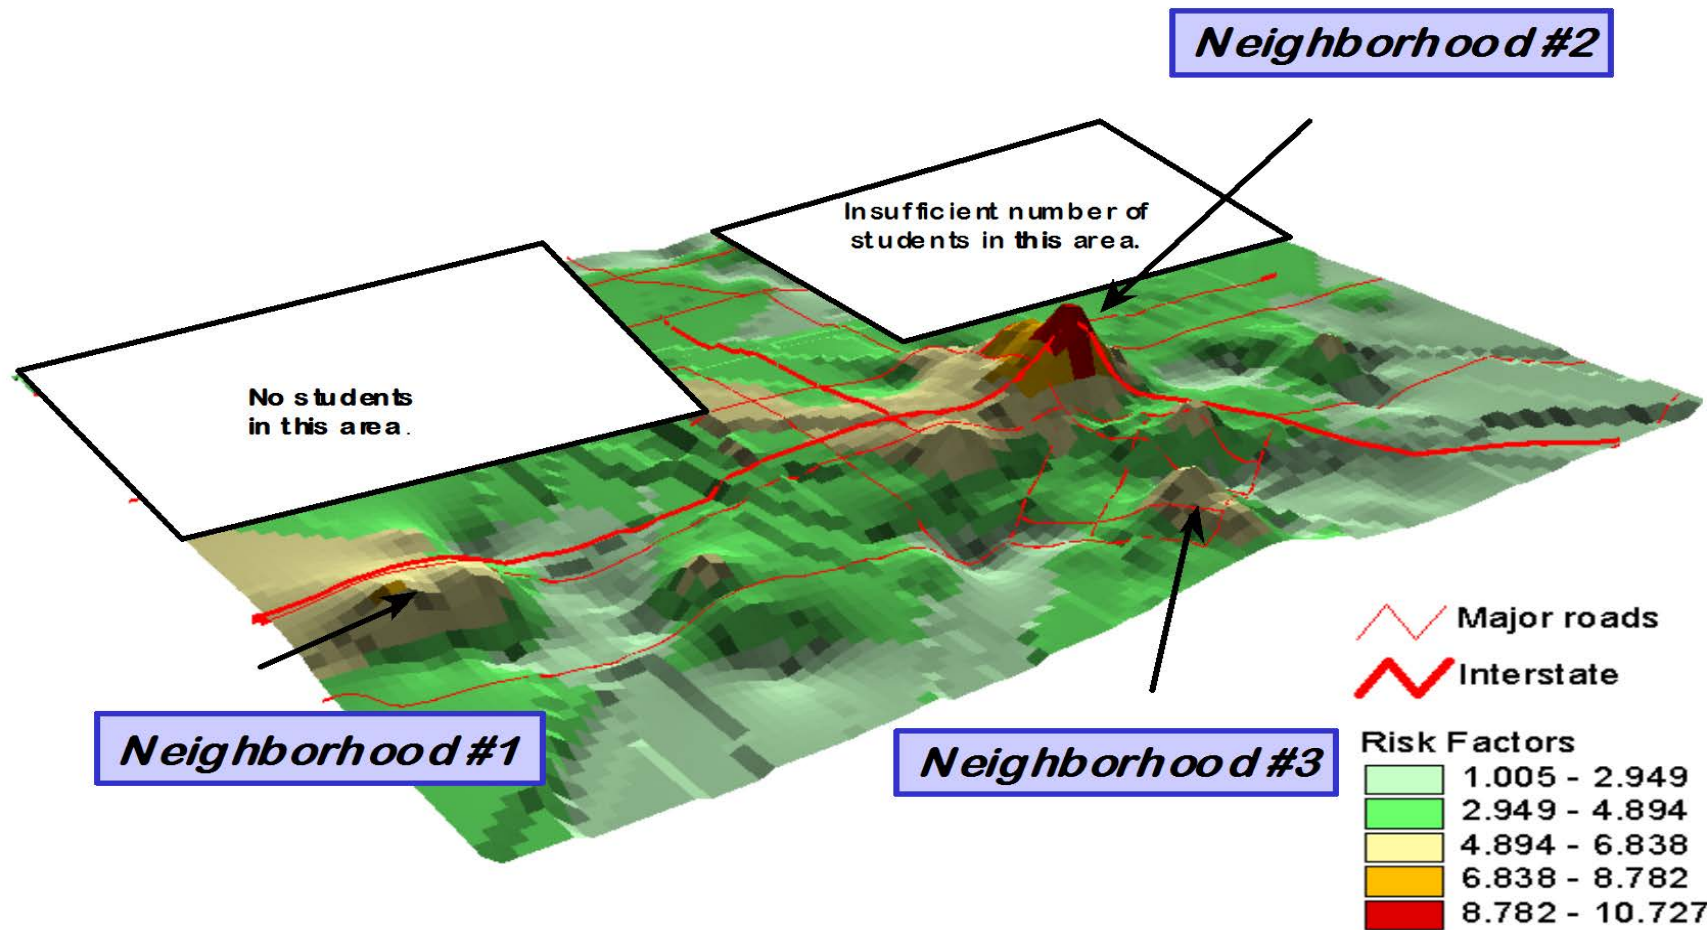 Neighborhood #2
Insufficient number of
students in this area.
No students
in this area.
Neighborhood #1
Neighborhood #3
Major roads
Interstate
Risk Factors
1.005 - 2.949
2.949 - 4.894
4.894 - 6.838
6.838 - 8.782
8.782 - 10.727